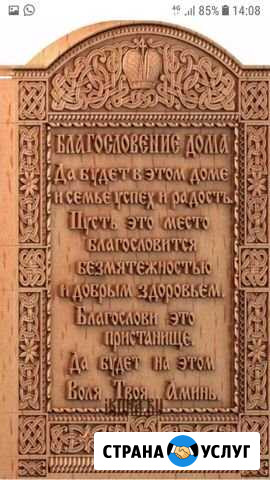 4G 85% 14:08
БЛАГОСЛОВЕНИЕ ДОМА
Да будет в этом доме
и семье успех и радость.
Пусть это место
благословится
безмятежностью
и добрым здоровьем.
Благослови это
пристанище.
Да будет на этом
Воля Твоя. Аминь.
СТРАНА УСЛУГ